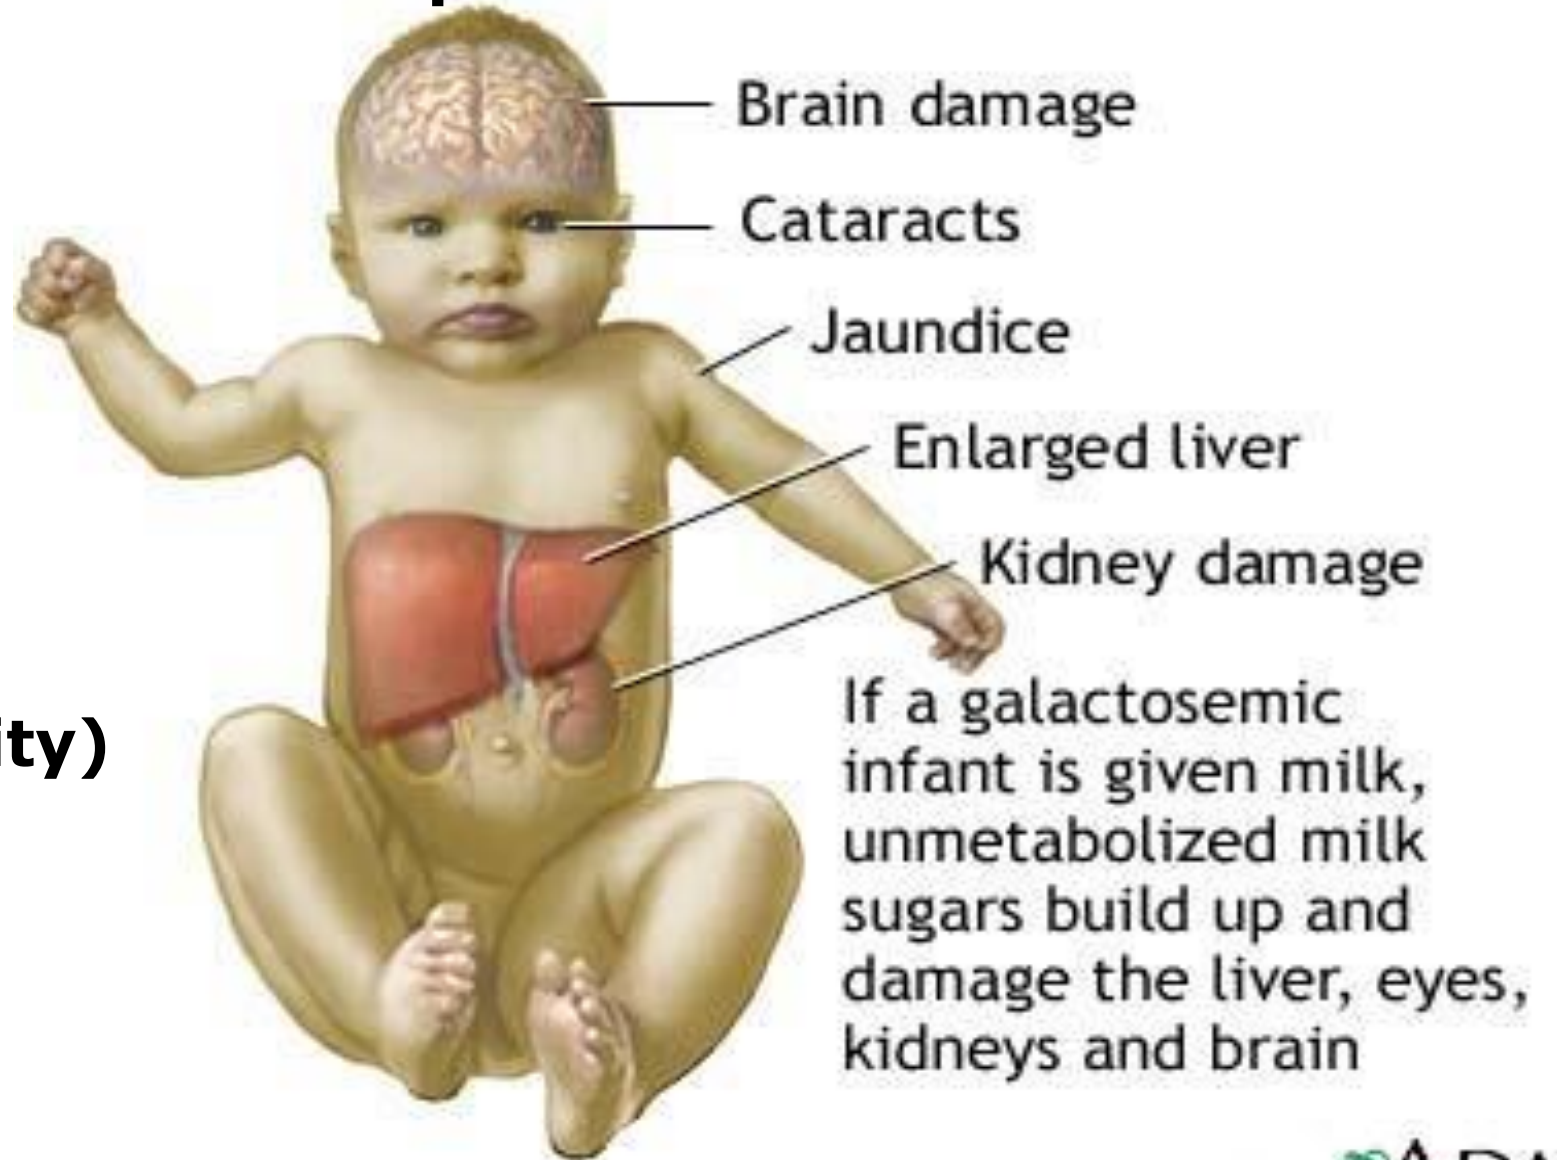 Brain damage
Cataracts
Jaundice
Enlarged liver
Kidney damage
ity)
If a galactosemic
infant is given milk,
unmetabolized milk
sugars build up and
damage the liver, eyes,
kidneys and brain